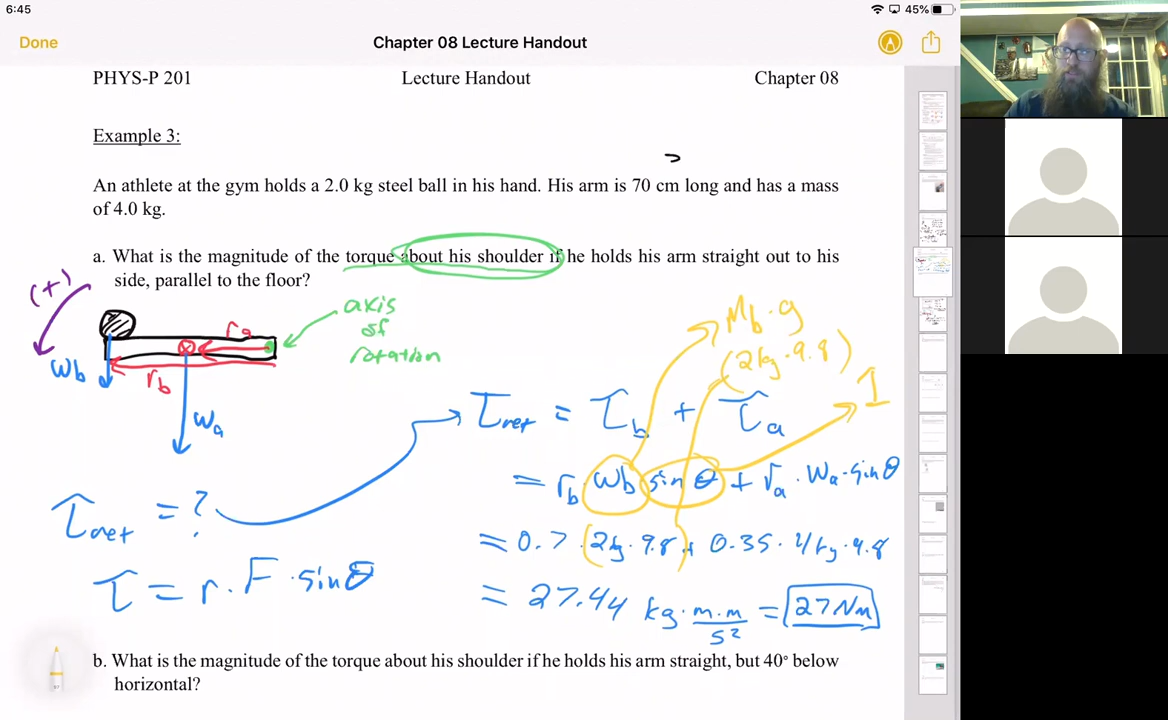 6:45
45%
Done
Chapter 08 Lecture Handout
PHYS-P 201 Lecture Handout Chapter 08
Example 3:
An athlete at the gym holds a 2.0 kg steel ball in his hand. His arm is 70 cm long and has a mass
of 4.0 kg.
a. What is the magnitude of the torque about his shoulder if he holds his arm straight out to his
side, parallel to the floor?
(+)
axis
of
rotation
ra
rb
Wb
Wa
Mb·g
(2kg·9.8)
1
τnet = τb + τa
= rb Wb sin θ + ra · Wa · sin θ
= 0.7 · (2kg · 9.8) + 0.35 · 4kg · 9.8
= 27.44 kg · m·m/s² = 27Nm
τnet = ?
τ = r · F · sin θ
b. What is the magnitude of the torque about his shoulder if he holds his arm straight, but 40° below
horizontal?